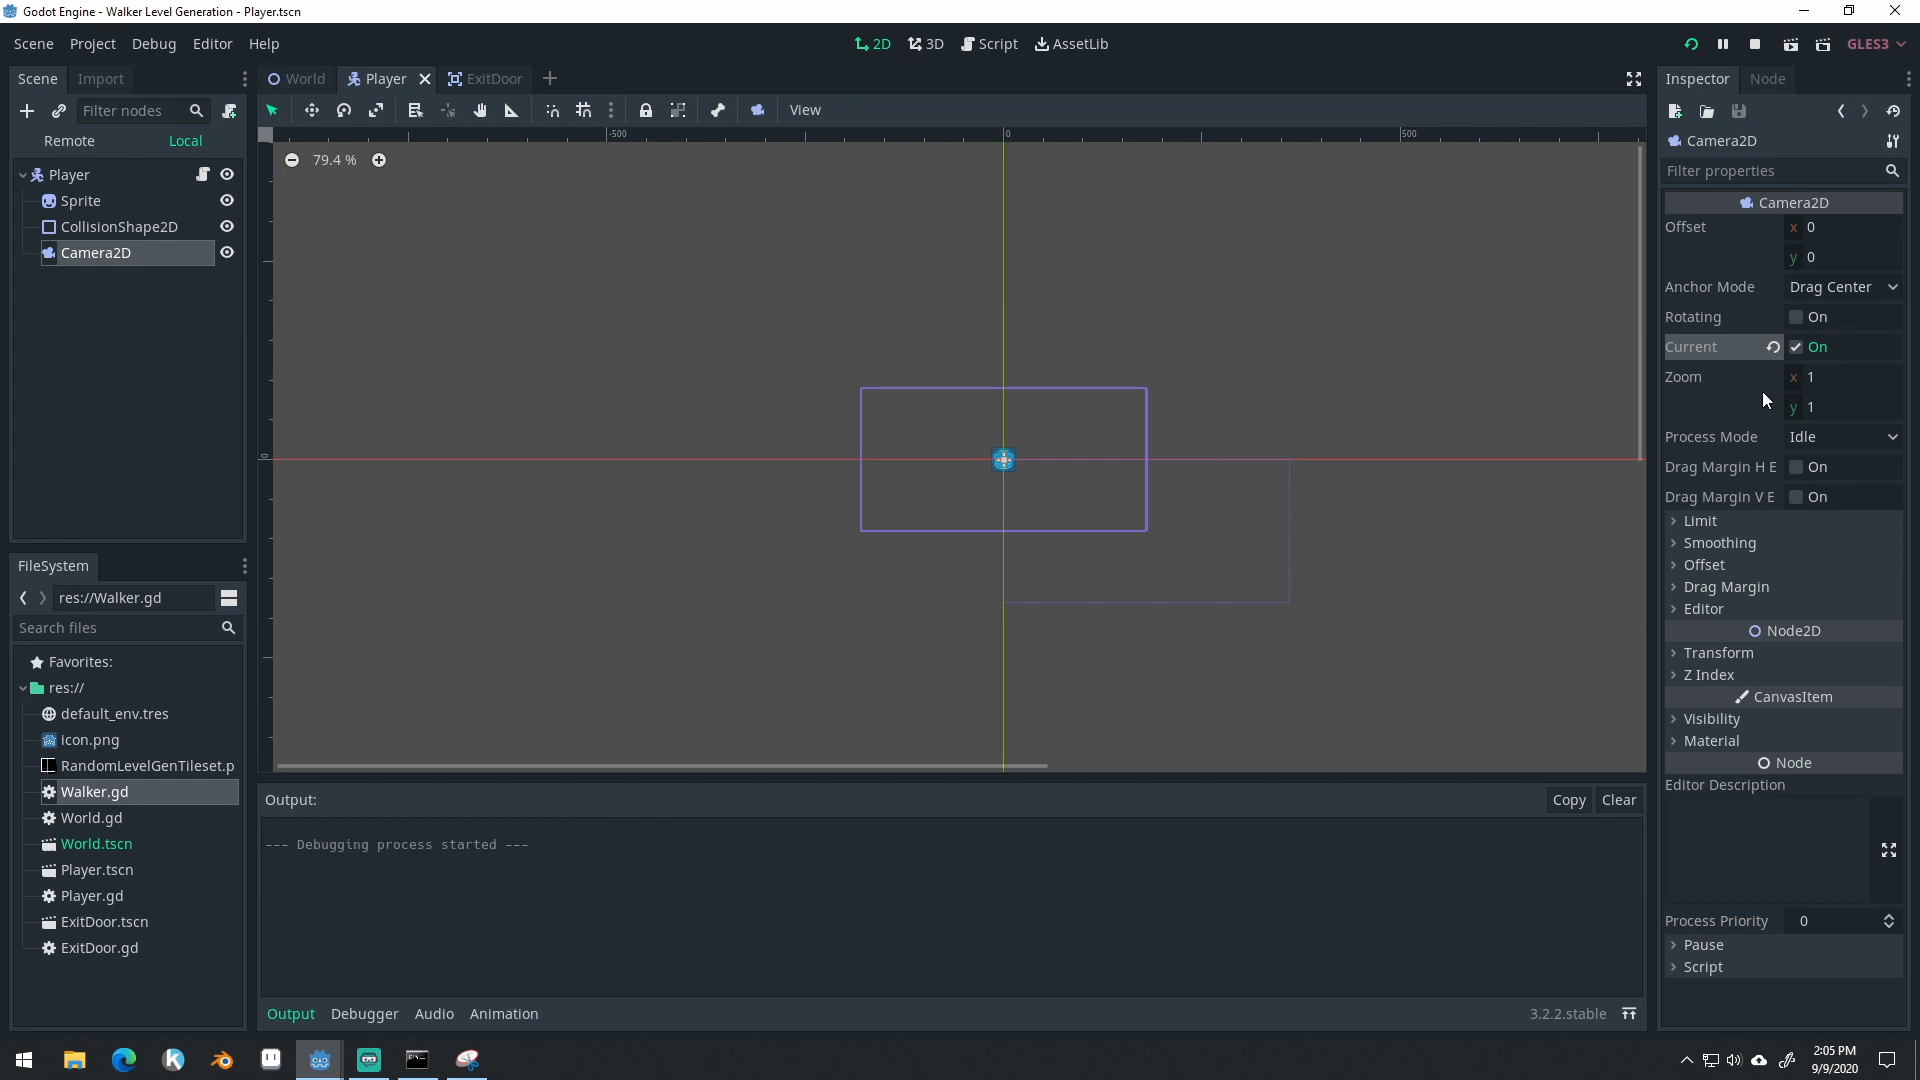 Godot Engine - Walker Level Generation - Player.tscn
Scene Project Debug Editor Help
2D 3D Script AssetLib
GLES3
Scene Import
World Player ExitDoor
Inspector Node
Filter nodes
View
Remote Local
Camera2D
Filter properties
-500 0 500
79.4 %
0
Player
Sprite
CollisionShape2D
Camera2D
Camera2D
Offset x 0
y 0
Anchor Mode Drag Center
Rotating On
Current On
Zoom x 1
y 1
Process Mode Idle
Drag Margin H E On
Drag Margin V E On
Limit
Smoothing
Offset
Drag Margin
Editor
Node2D
Transform
Z Index
CanvasItem
Visibility
Material
Node
Editor Description
Process Priority 0
Pause
Script
FileSystem
res://Walker.gd
Search files
Favorites:
res://
default_env.tres
icon.png
RandomLevelGenTileset.p
Walker.gd
World.gd
World.tscn
Player.tscn
Player.gd
ExitDoor.tscn
ExitDoor.gd
Output:
Copy Clear
--- Debugging process started ---
Output Debugger Audio Animation
3.2.2.stable
2:05 PM
9/9/2020